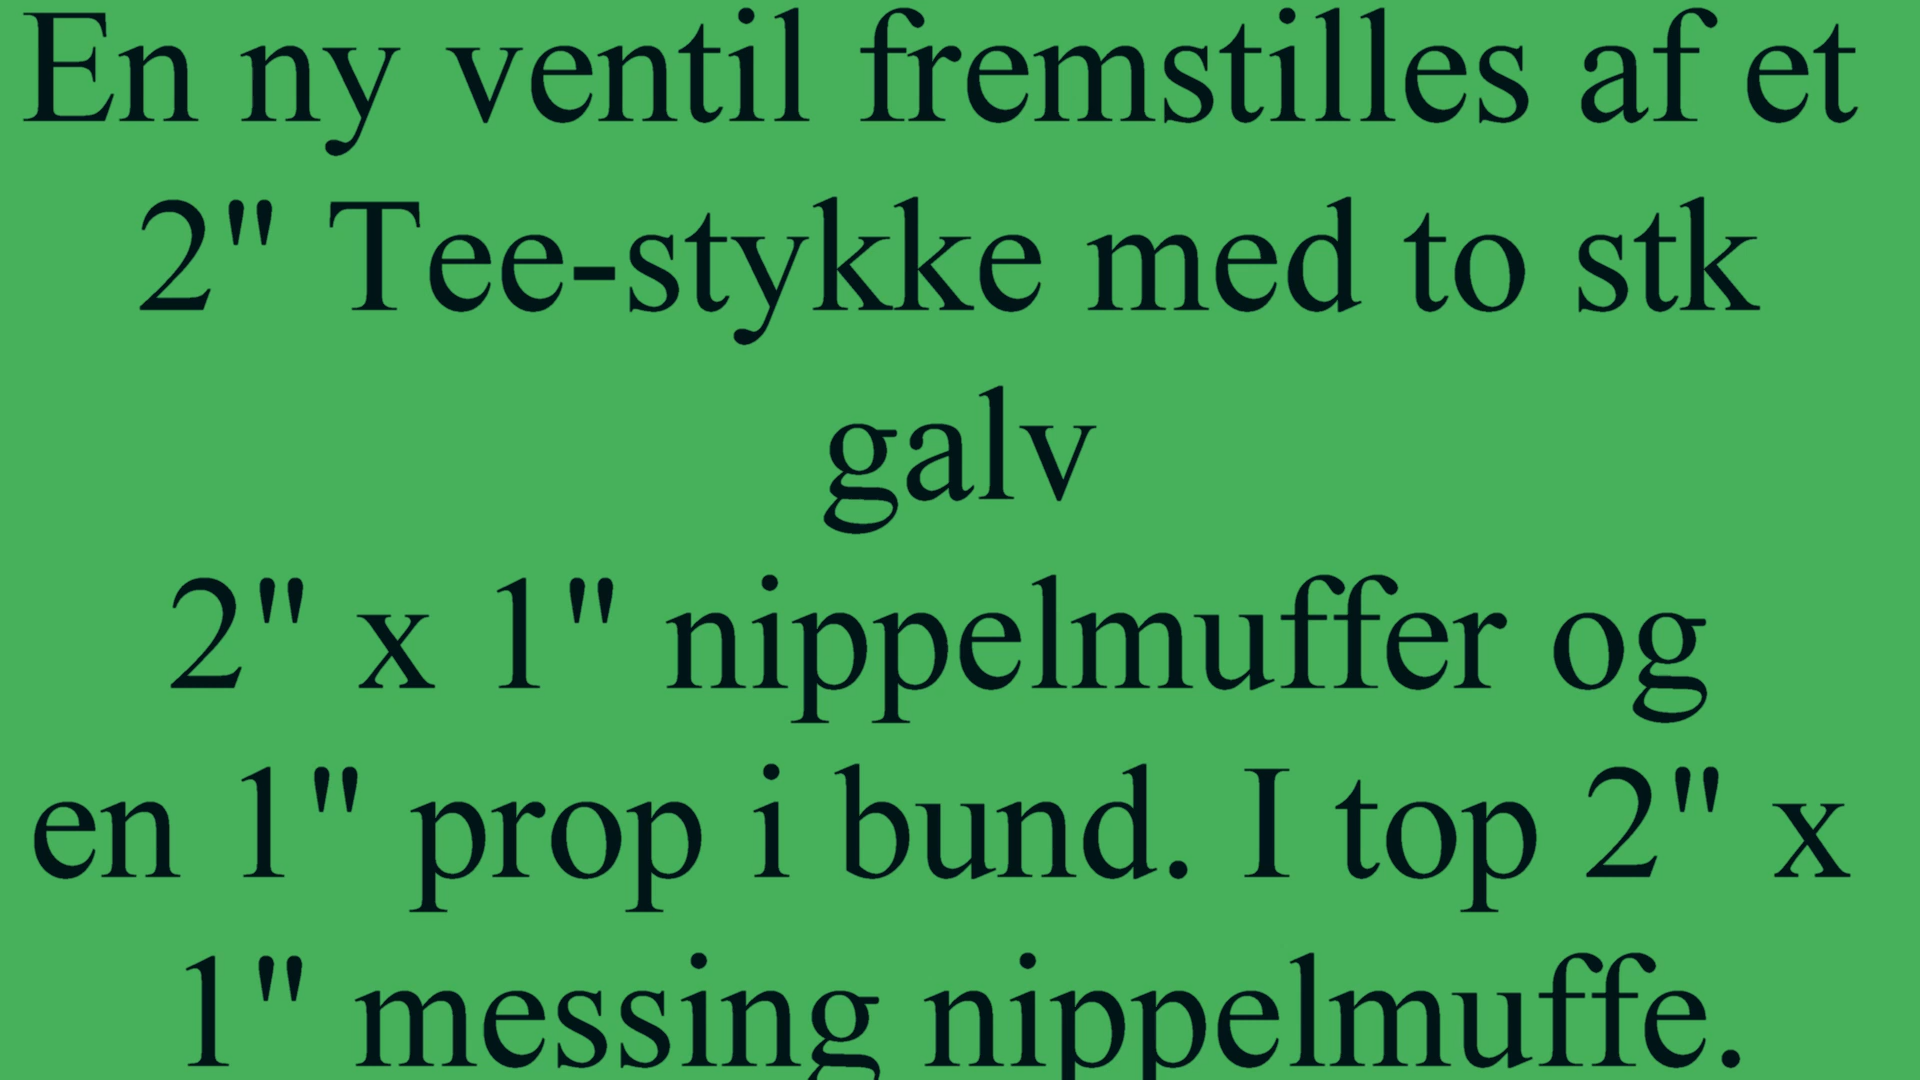 En ny ventil fremstilles af et
2" Tee-stykke med to stk
galv
2" x 1" nippelmuffer og
en 1" prop i bund. I top 2" x
1" messing nippelmuffe.